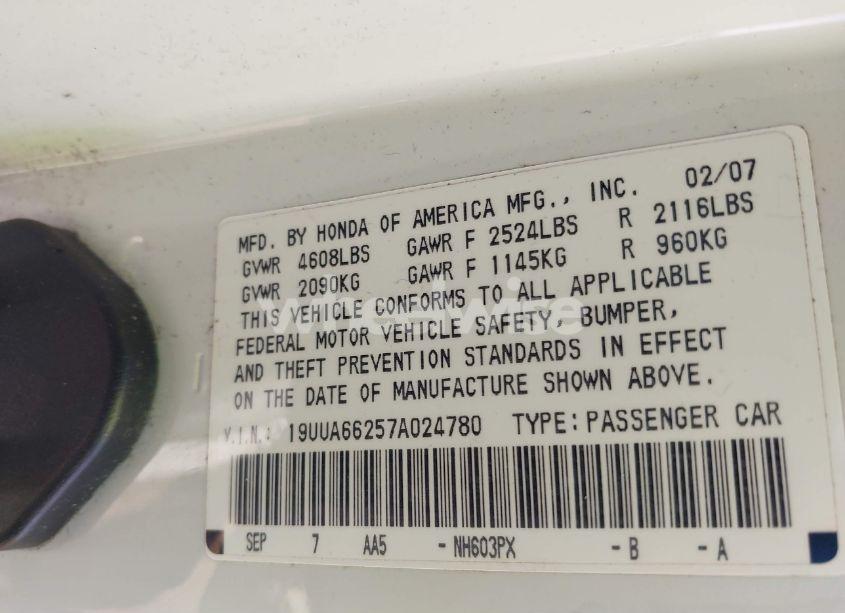 MFD. BY HONDA OF AMERICA MFG., INC. 02/07
GVWR 4608LBS GAWR F 2524LBS R 2116LBS
GVWR 2090KG GAWR F 1145KG R 960KG
THIS VEHICLE CONFORMS TO ALL APPLICABLE
FEDERAL MOTOR VEHICLE SAFETY, BUMPER,
AND THEFT PREVENTION STANDARDS IN EFFECT
ON THE DATE OF MANUFACTURE SHOWN ABOVE.
V.I.N.: 19UUA66257A024780 TYPE: PASSENGER CAR
SEP 7 AA5 - NH603PX - B - A
wheelwire